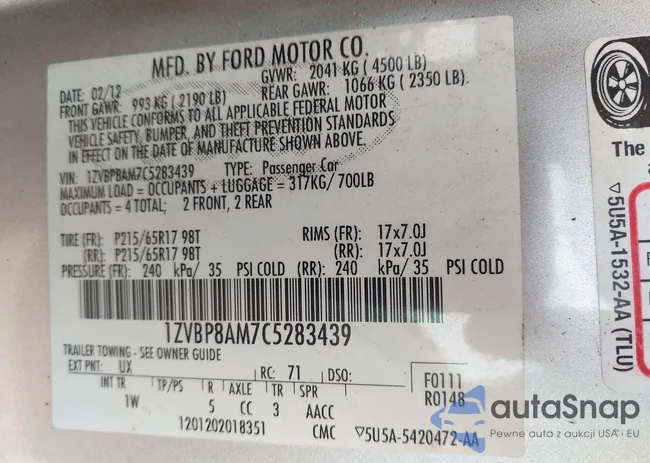 MFD. BY FORD MOTOR CO.
DATE: 02/12 GVWR: 2041 KG ( 4500 LB)
FRONT GAWR: 993 KG ( 2190 LB) REAR GAWR: 1066 KG ( 2350 LB)
THIS VEHICLE CONFORMS TO ALL APPLICABLE FEDERAL MOTOR
VEHICLE SAFETY, BUMPER, AND THEFT PREVENTION STANDARDS
IN EFFECT ON THE DATE OF MANUFACTURE SHOWN ABOVE.
VIN: 1ZVBP8AM7C5283439 TYPE: Passenger Car
MAXIMUM LOAD = OCCUPANTS + LUGGAGE = 317KG/700LB
OCCUPANTS = 4 TOTAL; 2 FRONT, 2 REAR
TIRE (FR): P215/65R17 98T RIMS (FR): 17x7.0J
(RR): P215/65R17 98T (RR): 17x7.0J
PRESSURE (FR): 240 kPa/ 35 PSI COLD (RR): 240 kPa/ 35 PSI COLD
1ZVBP8AM7C5283439
TRAILER TOWING - SEE OWNER GUIDE
EXT PNT: UX RC: 71 DSO:
INT TR TP/PS R AXLE TR SPR
1W 5 CC 3 AACC
F0111
R0148
1201202018351 CMC ▽5U5A-5420472-AA
The
▽5U5A-1532-AA (TLU)
autaSnap
Pewne auto z aukcji USA